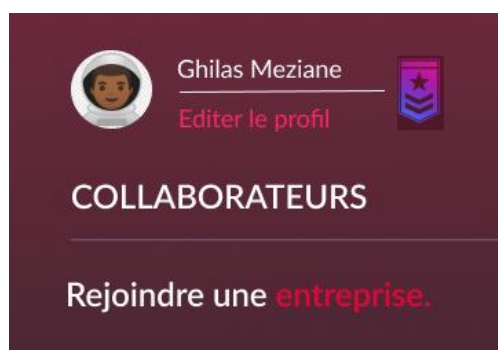 Ghilas Meziane
Editer le profil
COLLABORATEURS
Rejoindre une entreprise.